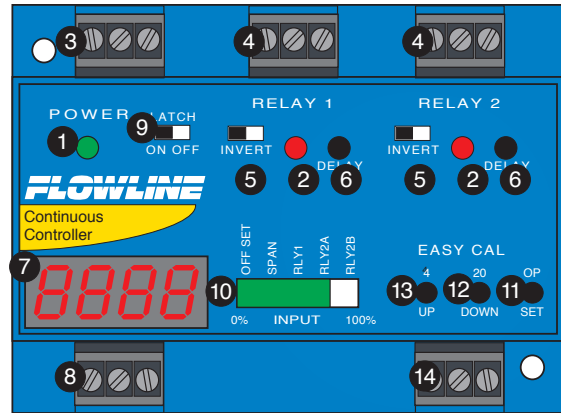 3
4
4
POWER
1
9
LATCH
ON OFF
RELAY 1
INVERT
DELAY
5
2
6
RELAY 2
INVERT
DELAY
5
2
6
FLOWLINE
Continuous
Controller
7
8888
10
OFF SET
SPAN
RLY1
RLY2A
RLY2B
0%
INPUT
100%
EASY CAL
13
4
UP
12
20
DOWN
11
OP
SET
8
14